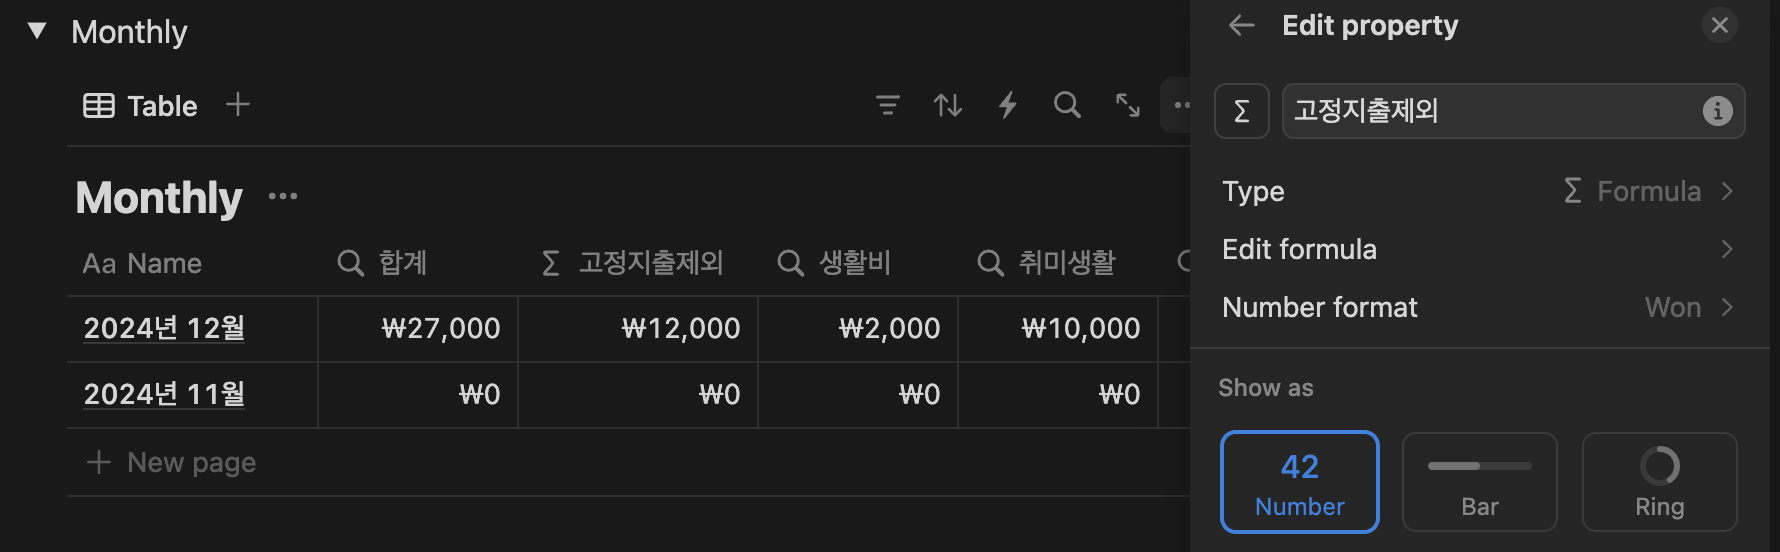 Monthly
Table
Monthly
Aa Name 합계 고정지출제외 생활비 취미생활
2024년 12월 ₩27,000 ₩12,000 ₩2,000 ₩10,000
2024년 11월 ₩0 ₩0 ₩0 ₩0
New page
Edit property
Σ 고정지출제외
Type Σ Formula
Edit formula
Number format Won
Show as
42
Number Bar Ring